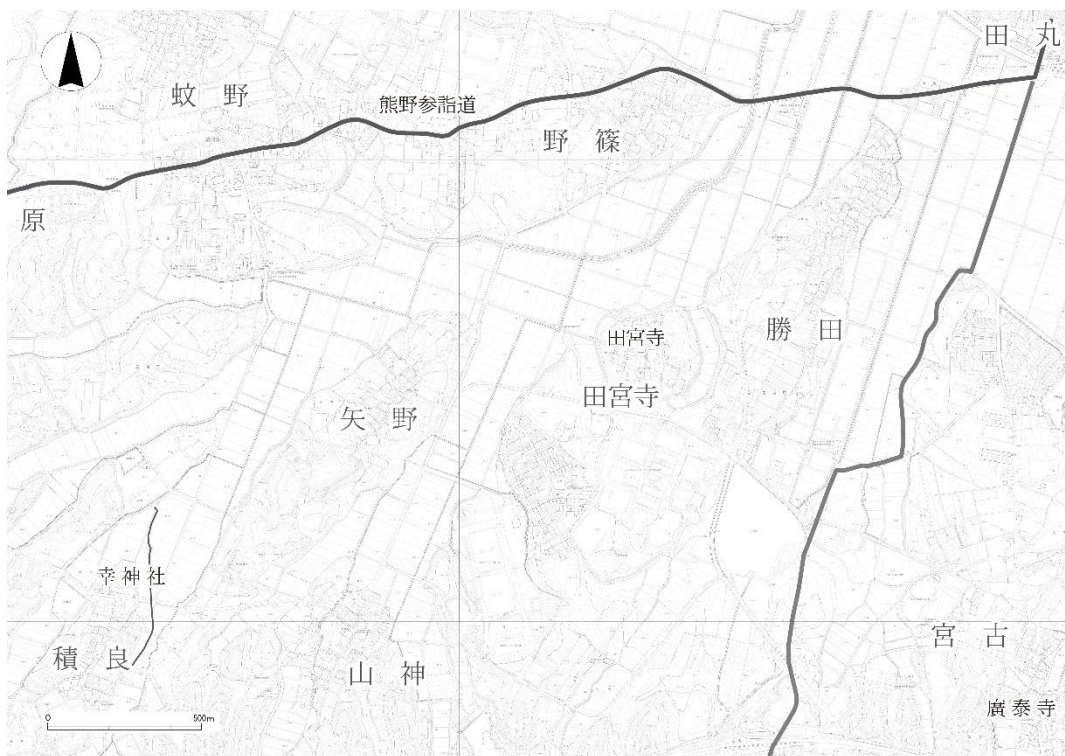 田　丸
蚊　野
熊野参詣道
野　篠
原
勝　田
田宮寺
田宮寺
矢　野
幸神社
宮　古
積　良
山　神
廣泰寺
0　500m